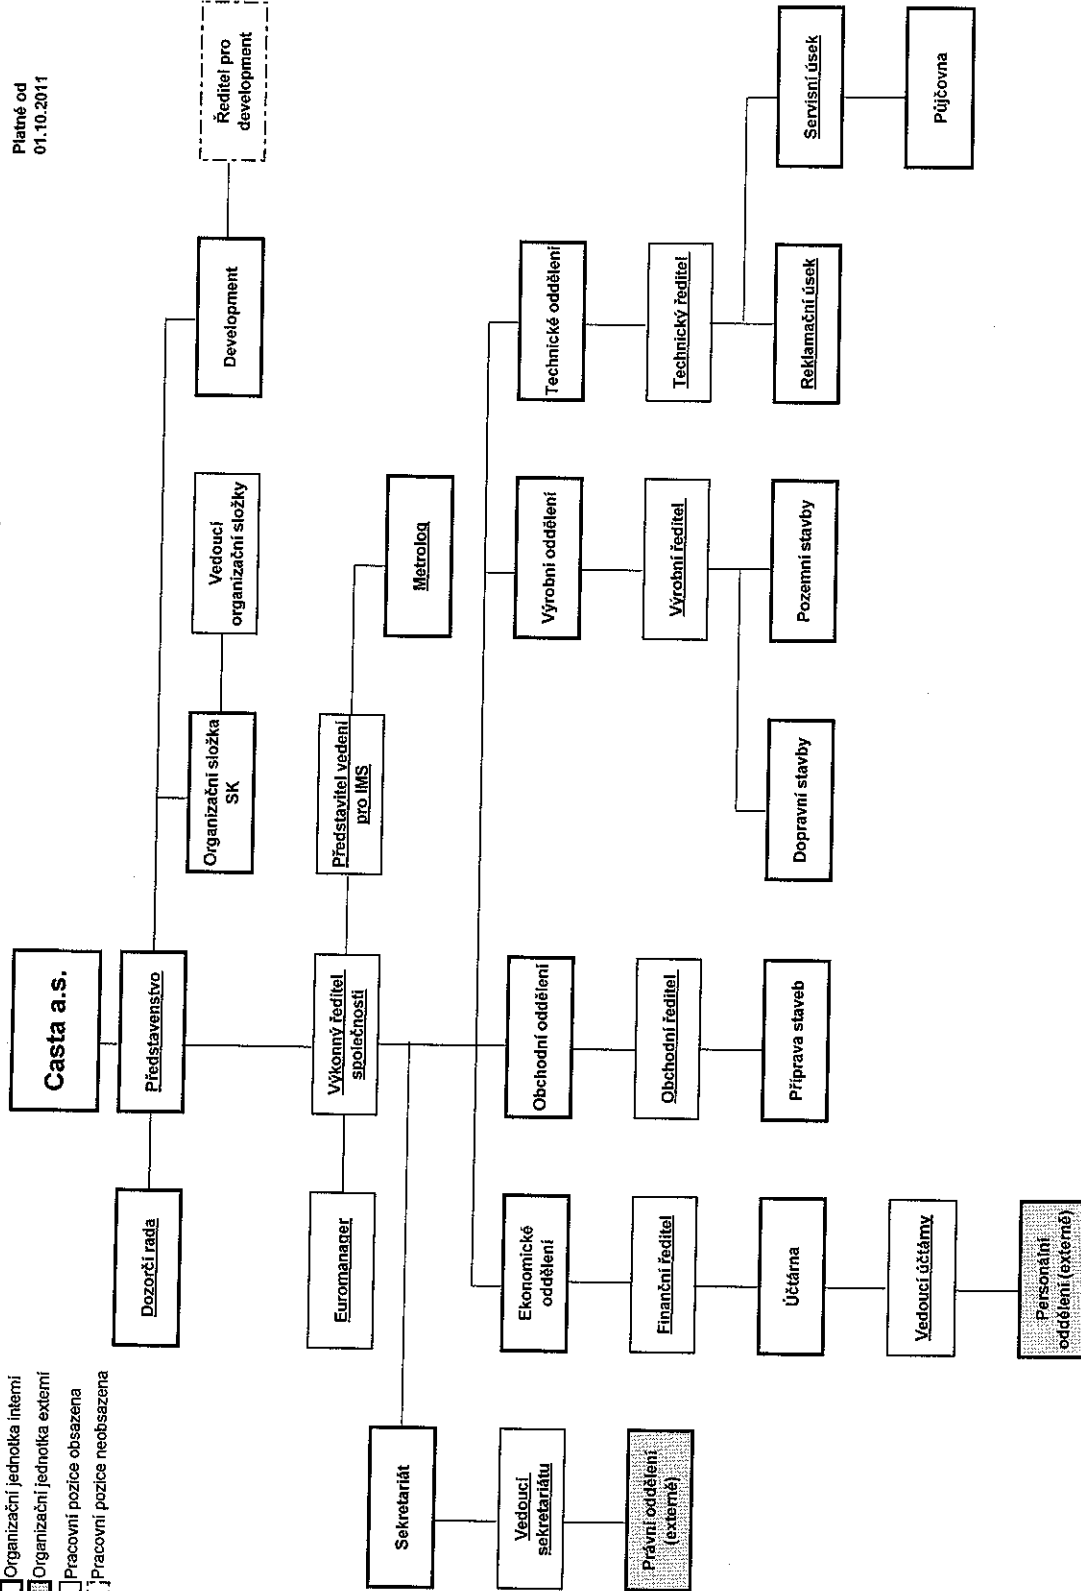 Organizační jednotka interní
Organizační jednotka externí
Pracovní pozice obsazena
Pracovní pozice neobsazena
Platné od
01.10.2011
Casta a.s.
Dozorčí rada
Představenstvo
Organizační složka
SK
Vedoucí
organizační složky
Development
Ředitel pro
development
Euromanager
Výkonný ředitel
společnosti
Představitel vedení
pro IMS
Metrolog
Sekretariát
Vedoucí
sekretariátu
Právní oddělení
(externě)
Ekonomické
oddělení
Finanční ředitel
Účtárna
Vedoucí účtárny
Personální
oddělení (externě)
Obchodní oddělení
Obchodní ředitel
Příprava staveb
Výrobní oddělení
Výrobní ředitel
Dopravní stavby
Pozemní stavby
Technické oddělení
Technický ředitel
Reklamační úsek
Servisní úsek
Půjčovna